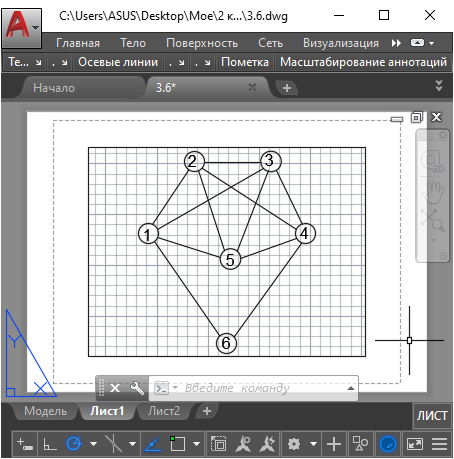 A C:\Users\ASUS\Desktop\Мое\2 к...\3.6.dwg
Главная Тело Поверхность Сеть Визуализация
Те... Осевые линии Пометка Масштабирование аннотаций
Начало 3.6*
2 3
1 4
5
6
Y
X
Введите команду
Модель Лист1 Лист2 +
ЛИСТ